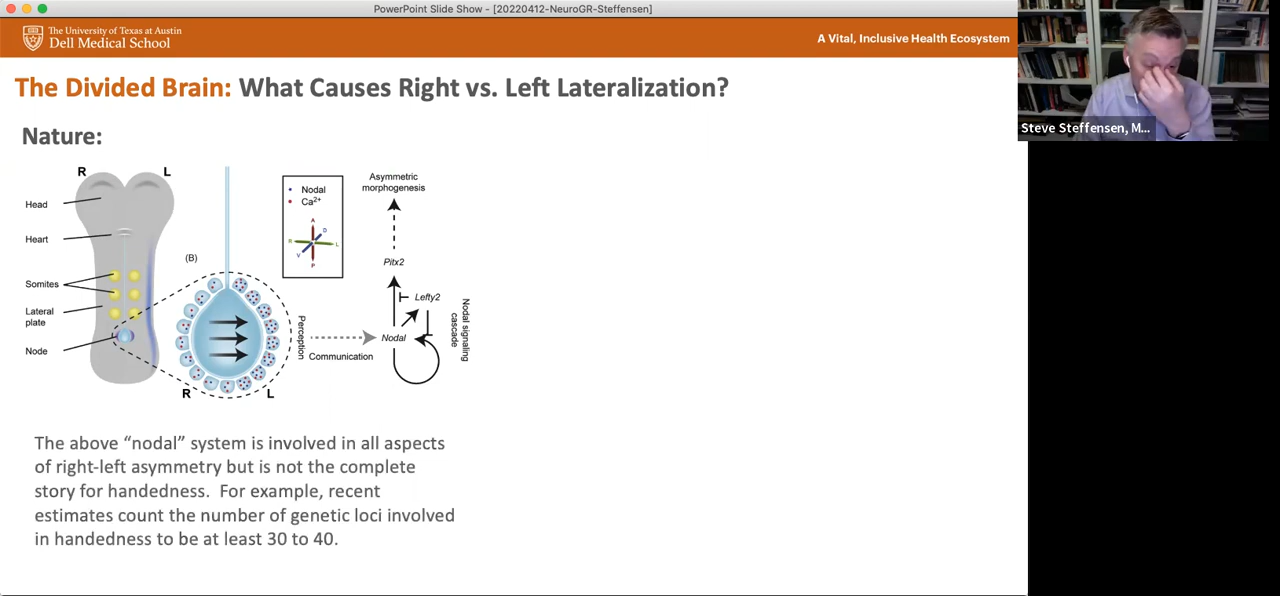 PowerPoint Slide Show - [20220412-NeuroGR-Steffensen]
The University of Texas at Austin
Dell Medical School
A Vital, Inclusive Health Ecosystem
Steve Steffensen, M...
The Divided Brain: What Causes Right vs. Left Lateralization?
Nature:
R
L
Head
Heart
Somites
Lateral
plate
Node
(B)
R
L
Nodal
Ca2+
A
D
R
L
V
P
Perception
Communication
Asymmetric
morphogenesis
Pitx2
Lefty2
Nodal
Nodal signaling
cascade
The above “nodal” system is involved in all aspects
of right-left asymmetry but is not the complete
story for handedness. For example, recent
estimates count the number of genetic loci involved
in handedness to be at least 30 to 40.